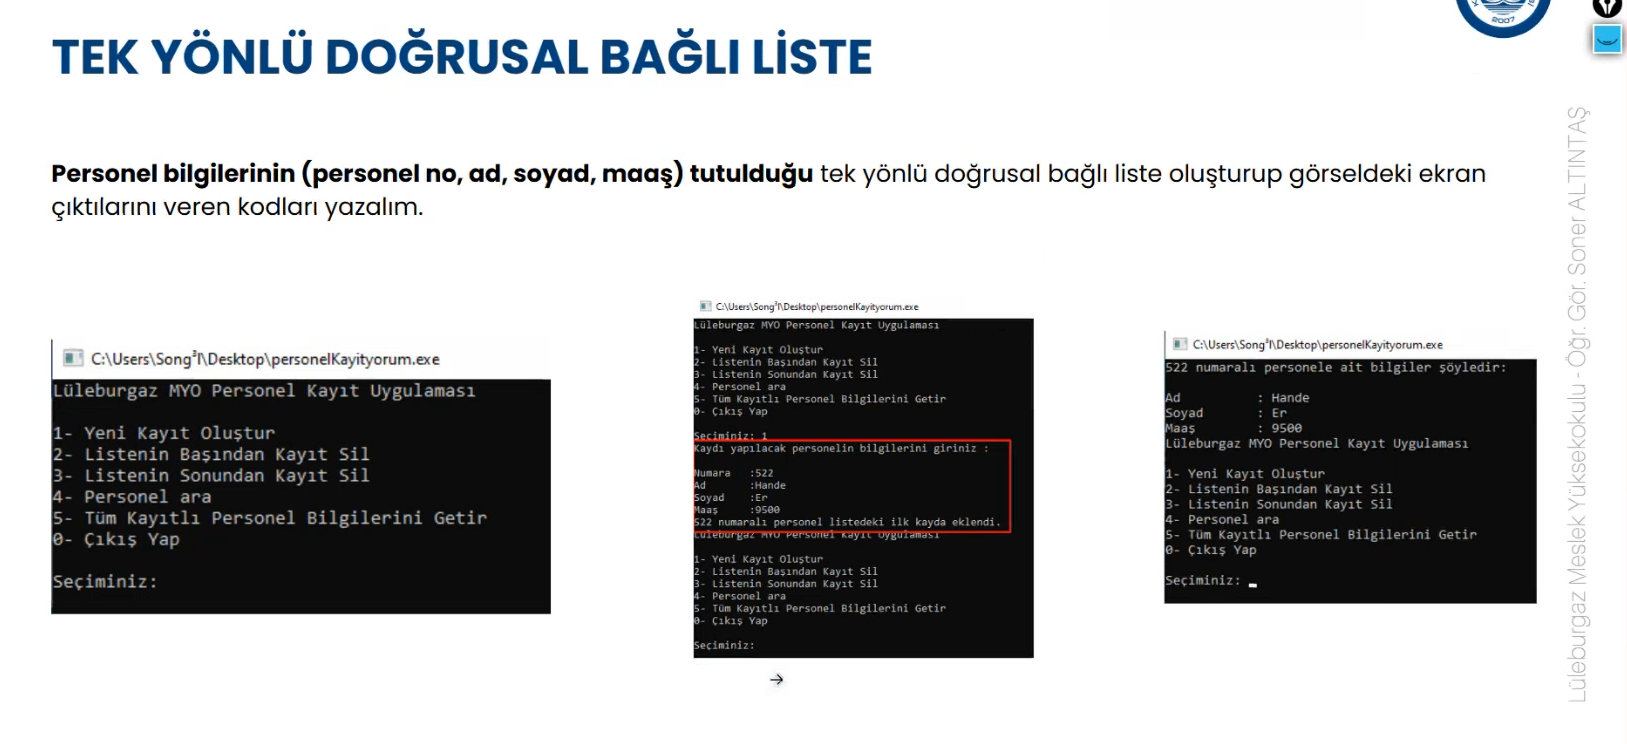 2007
TEK YÖNLÜ DOĞRUSAL BAĞLI LİSTE
Personel bilgilerinin (personel no, ad, soyad, maaş) tutulduğu tek yönlü doğrusal bağlı liste oluşturup görseldeki ekran
çıktılarını veren kodları yazalım.
C:\Users\Song³l\Desktop\personelKayityorum.exe
Lüleburgaz MYO Personel Kayıt Uygulaması
1- Yeni Kayıt Oluştur
2- Listenin Başından Kayıt Sil
3- Listenin Sonundan Kayıt Sil
4- Personel ara
5- Tüm Kayıtlı Personel Bilgilerini Getir
0- Çıkış Yap
Seçiminiz:
C:\Users\Song³l\Desktop\personelKayityorum.exe
Lüleburgaz MYO Personel Kayıt Uygulaması
1- Yeni Kayıt Oluştur
2- Listenin Başından Kayıt Sil
3- Listenin Sonundan Kayıt Sil
4- Personel ara
5- Tüm Kayıtlı Personel Bilgilerini Getir
0- Çıkış Yap
Seçiminiz: 1
Kaydı yapılacak personelin bilgilerini giriniz :
Numara :522
Ad :Hande
Soyad :Er
Maaş :9500
522 numaralı personel listedeki ilk kayda eklendi.
Lüleburgaz MYO Personel Kayıt Uygulaması
1- Yeni Kayıt Oluştur
2- Listenin Başından Kayıt Sil
3- Listenin Sonundan Kayıt Sil
4- Personel ara
5- Tüm Kayıtlı Personel Bilgilerini Getir
0- Çıkış Yap
Seçiminiz:
C:\Users\Song³l\Desktop\personelKayityorum.exe
522 numaralı personele ait bilgiler şöyledir:
Ad : Hande
Soyad : Er
Maaş : 9500
Lüleburgaz MYO Personel Kayıt Uygulaması
1- Yeni Kayıt Oluştur
2- Listenin Başından Kayıt Sil
3- Listenin Sonundan Kayıt Sil
4- Personel ara
5- Tüm Kayıtlı Personel Bilgilerini Getir
0- Çıkış Yap
Seçiminiz: _
Lüleburgaz Meslek Yüksekokulu - Öğr. Gör. Soner ALTINTAŞ